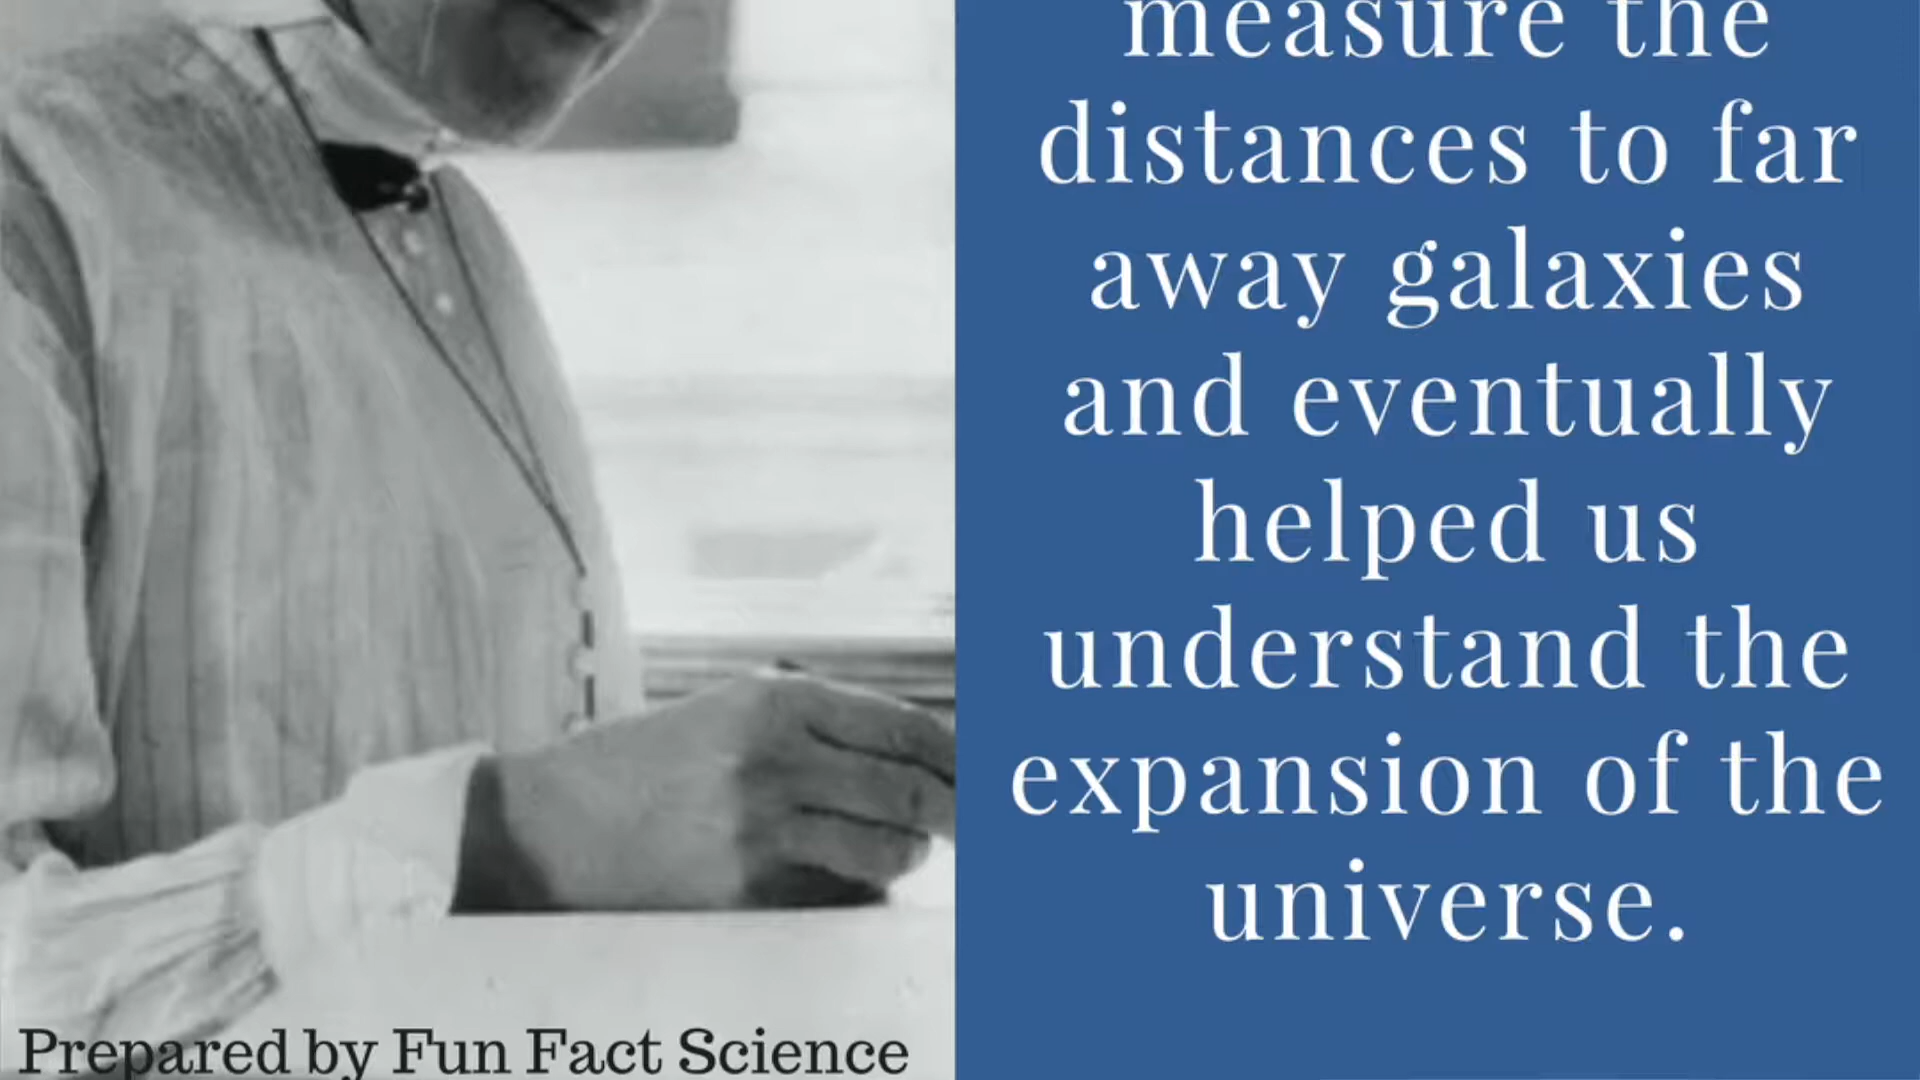 measure the
distances to far
away galaxies
and eventually
helped us
understand the
expansion of the
universe.
Prepared by Fun Fact Science